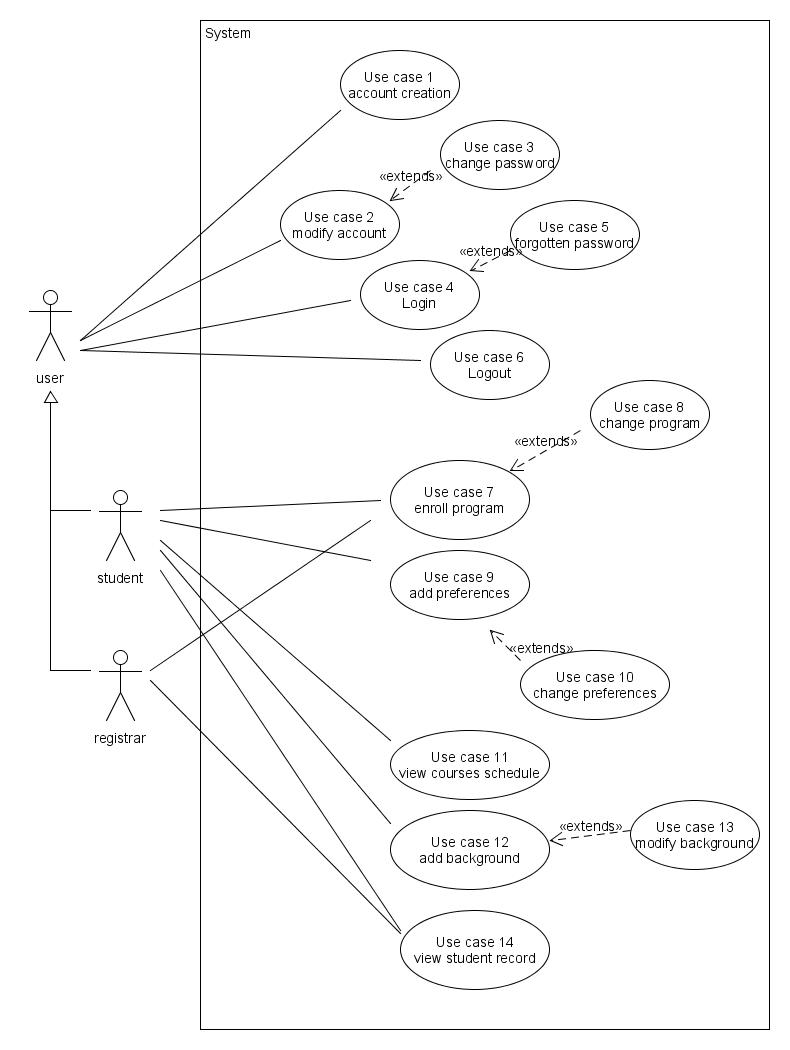 System
Use case 1
account creation
Use case 3
change password
«extends»
Use case 2
modify account
Use case 5
forgotten password
«extends»
Use case 4
Login
Use case 6
Logout
user
Use case 8
change program
«extends»
Use case 7
enroll program
student
Use case 9
add preferences
«extends»
Use case 10
change preferences
registrar
Use case 11
view courses schedule
Use case 12
add background
«extends»
Use case 13
modify background
Use case 14
view student record